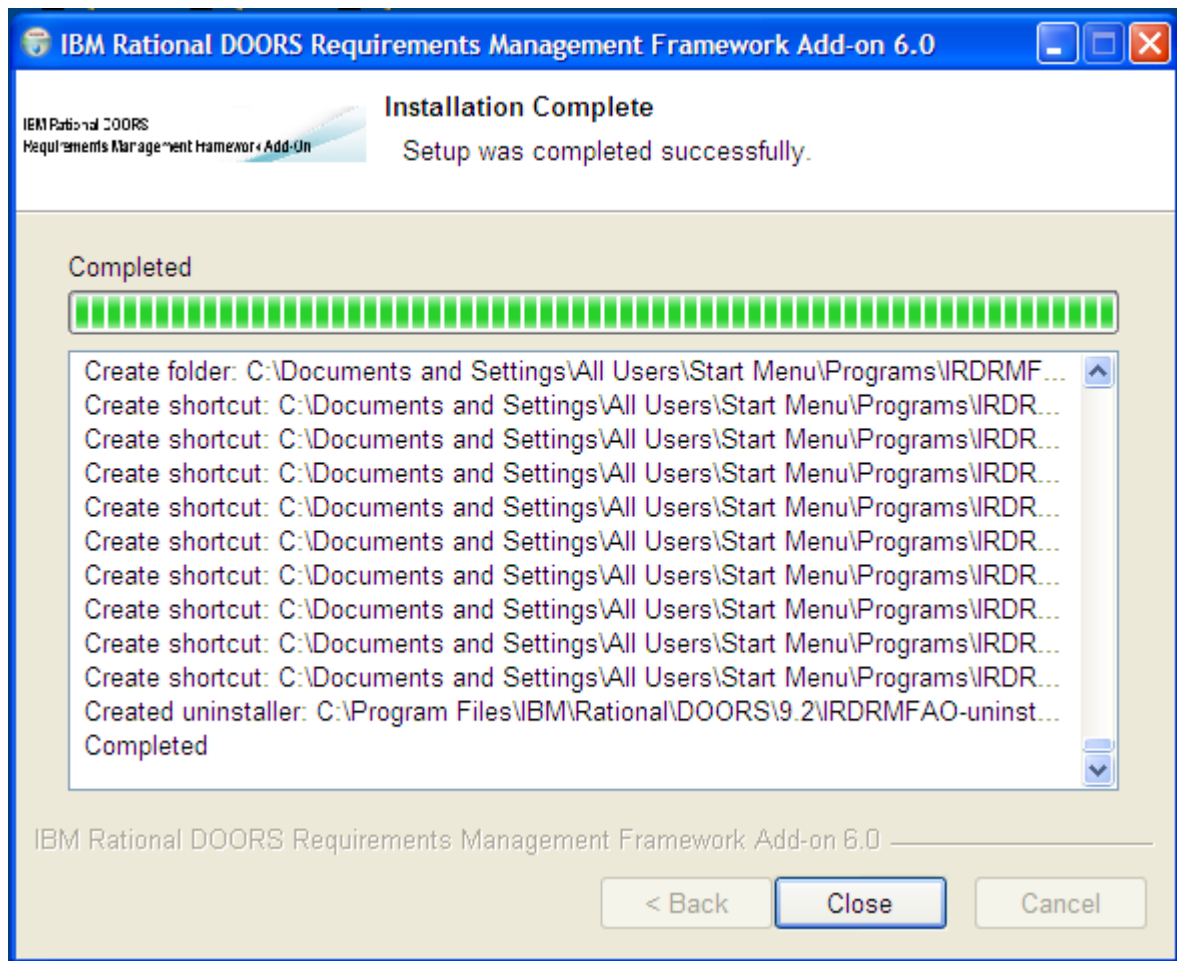 IBM Rational DOORS Requirements Management Framework Add-on 6.0
IBM Rational DOORS
Requirements Management Framework Add-On
Installation Complete
Setup was completed successfully.
Completed
Create folder: C:\Documents and Settings\All Users\Start Menu\Programs\IRDRMF...
Create shortcut: C:\Documents and Settings\All Users\Start Menu\Programs\IRDR...
Create shortcut: C:\Documents and Settings\All Users\Start Menu\Programs\IRDR...
Create shortcut: C:\Documents and Settings\All Users\Start Menu\Programs\IRDR...
Create shortcut: C:\Documents and Settings\All Users\Start Menu\Programs\IRDR...
Create shortcut: C:\Documents and Settings\All Users\Start Menu\Programs\IRDR...
Create shortcut: C:\Documents and Settings\All Users\Start Menu\Programs\IRDR...
Create shortcut: C:\Documents and Settings\All Users\Start Menu\Programs\IRDR...
Create shortcut: C:\Documents and Settings\All Users\Start Menu\Programs\IRDR...
Create shortcut: C:\Documents and Settings\All Users\Start Menu\Programs\IRDR...
Created uninstaller: C:\Program Files\IBM\Rational\DOORS\9.2\IRDRMFAO-uninst...
Completed
IBM Rational DOORS Requirements Management Framework Add-on 6.0
< Back
Close
Cancel